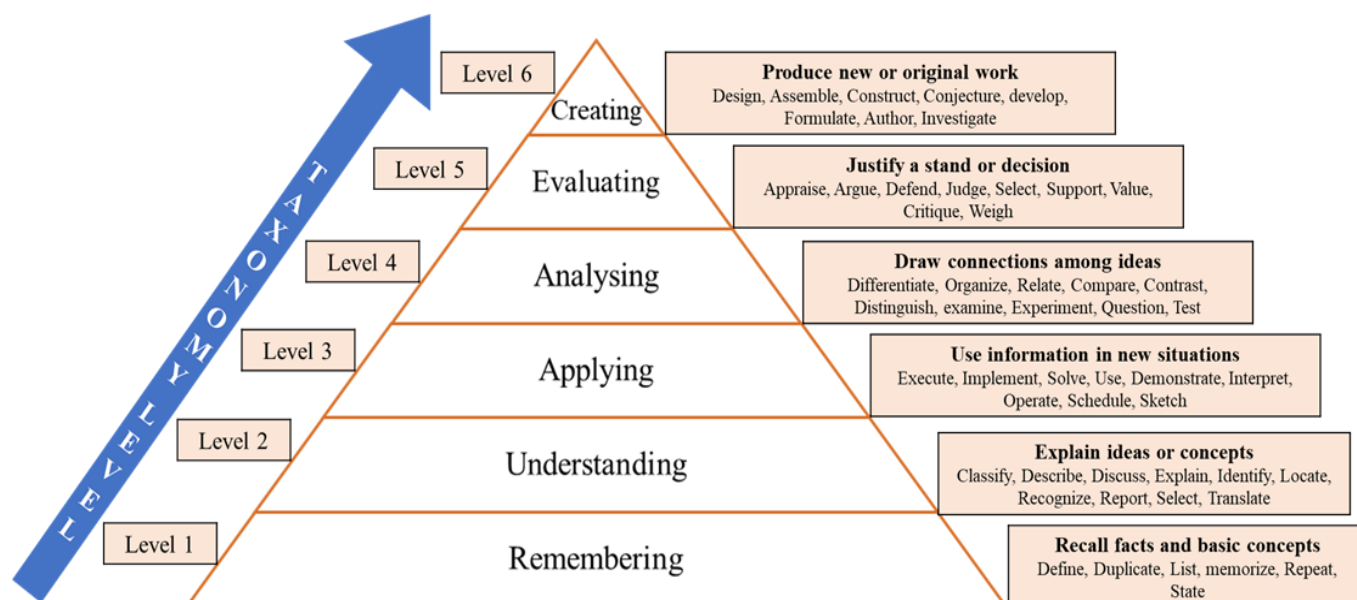 Level 6
Creating
Produce new or original work
Design, Assemble, Construct, Conjecture, develop,
Formulate, Author, Investigate
Level 5
Evaluating
Justify a stand or decision
Appraise, Argue, Defend, Judge, Select, Support, Value,
Critique, Weigh
Level 4
Analysing
Draw connections among ideas
Differentiate, Organize, Relate, Compare, Contrast,
Distinguish, examine, Experiment, Question, Test
Level 3
Applying
Use information in new situations
Execute, Implement, Solve, Use, Demonstrate, Interpret,
Operate, Schedule, Sketch
Level 2
Understanding
Explain ideas or concepts
Classify, Describe, Discuss, Explain, Identify, Locate,
Recognize, Report, Select, Translate
Level 1
Remembering
Recall facts and basic concepts
Define, Duplicate, List, memorize, Repeat,
State
TAXONOMY LEVEL